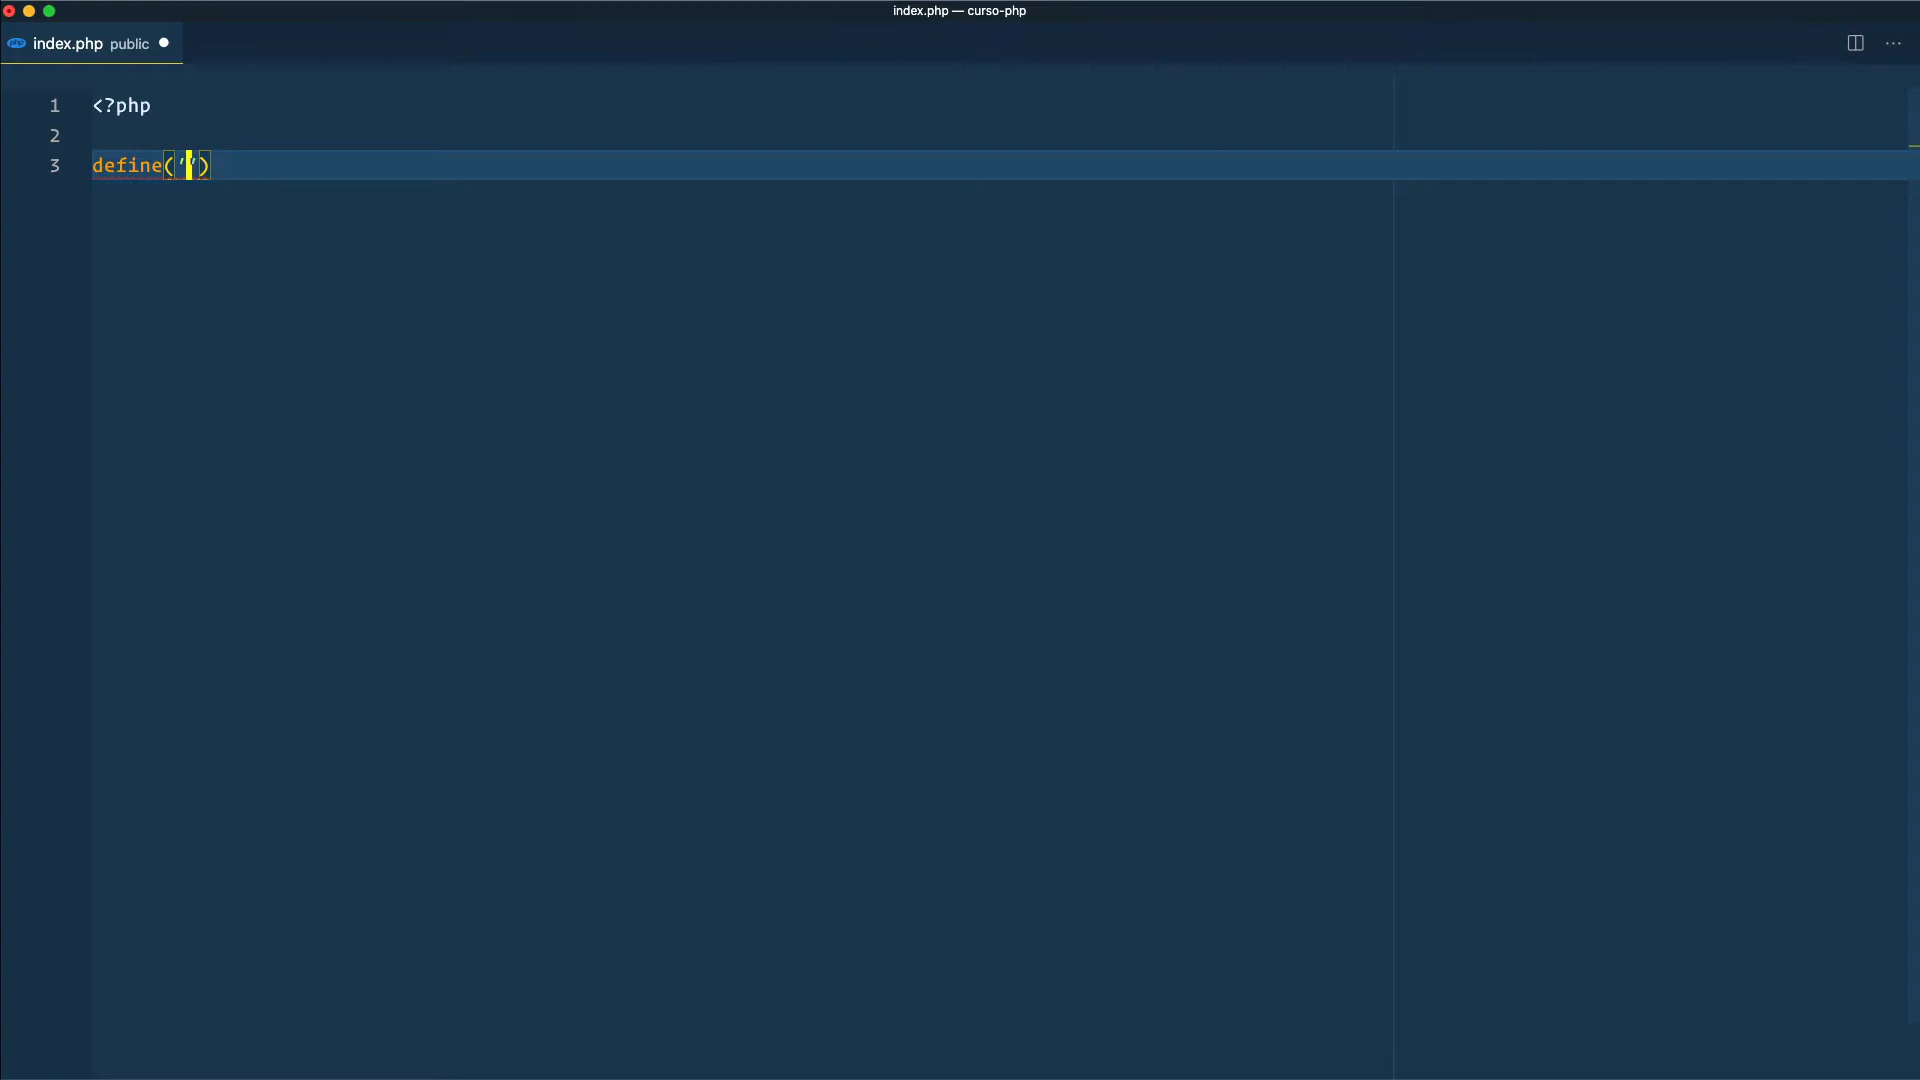 index.php — curso-php
index.php public
1 <?php
2
3 define('')